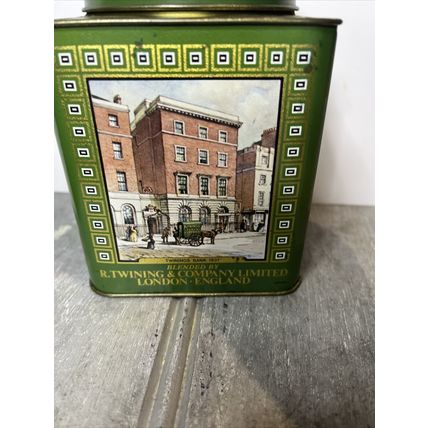 TWININGS BANK 1837
BLENDED BY
R.TWINING & COMPANY LIMITED
LONDON · ENGLAND